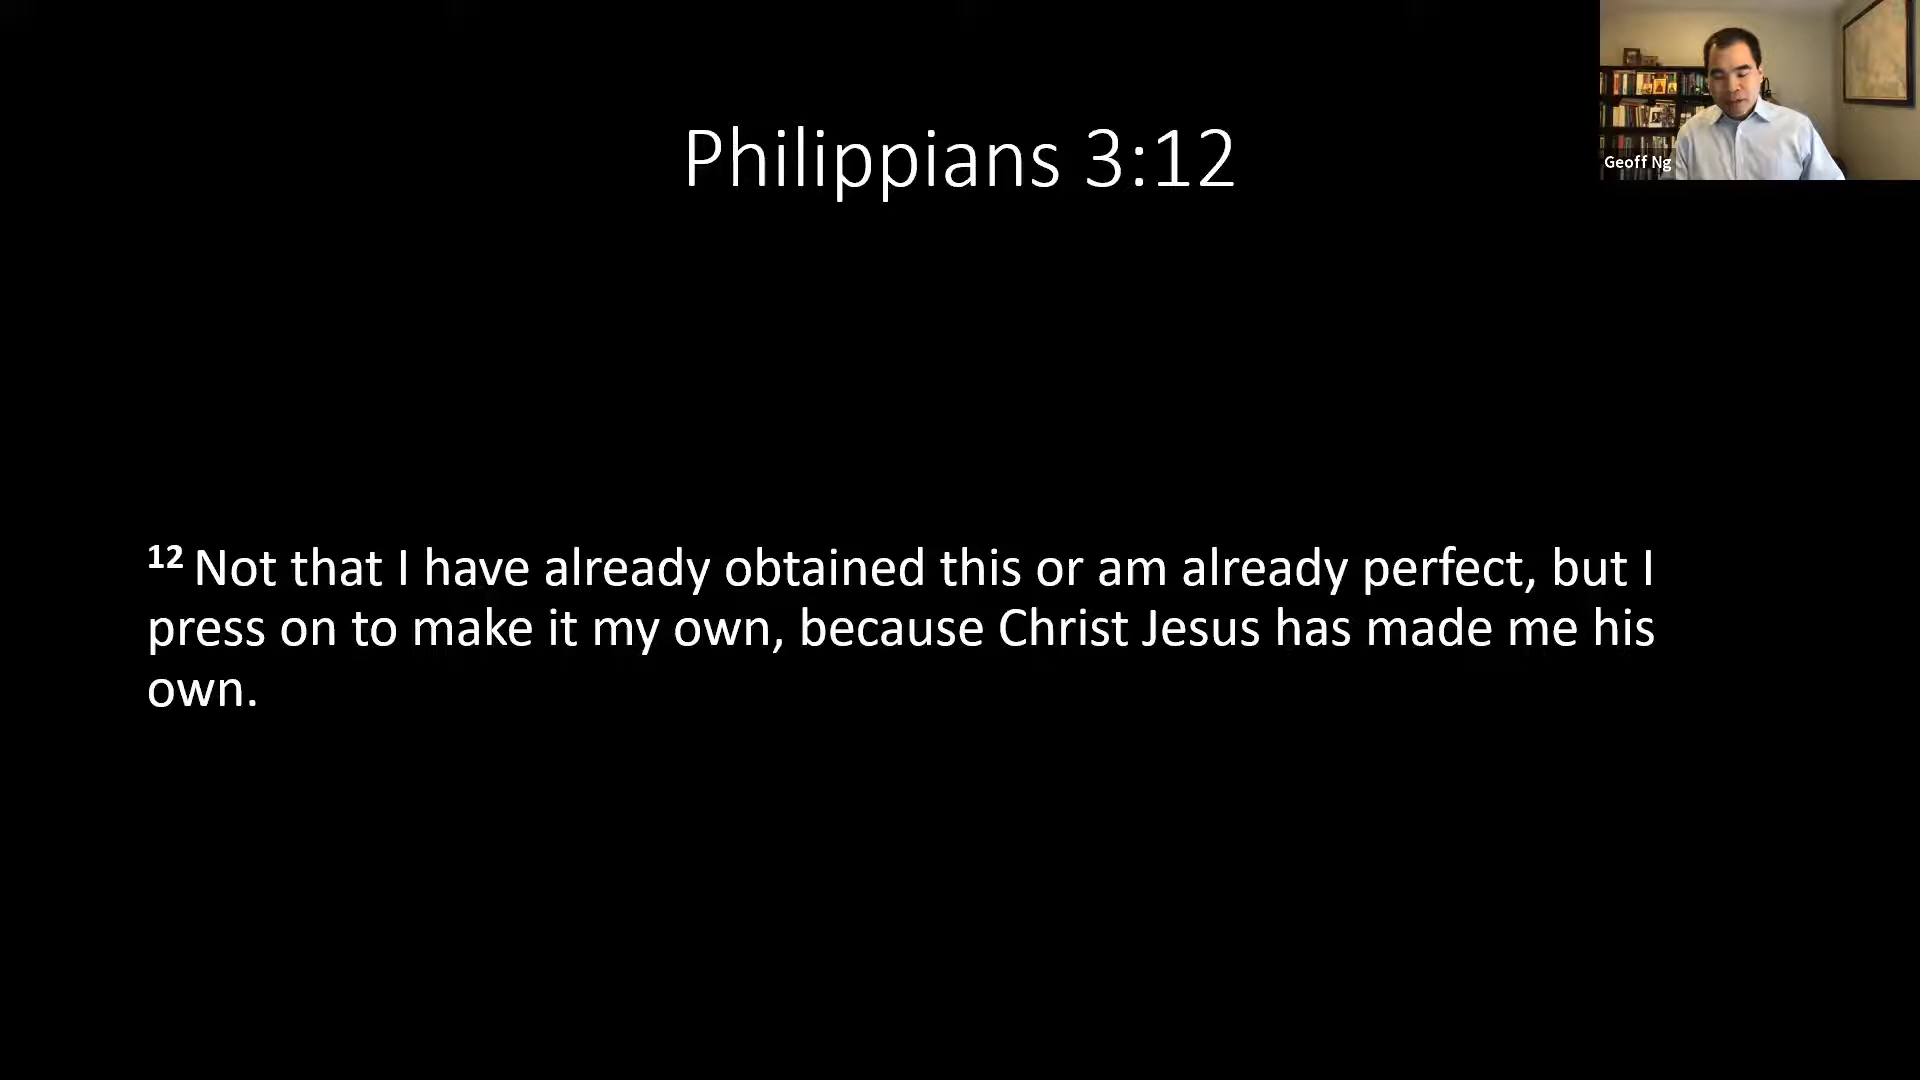 Philippians 3:12
Geoff Ng
12 Not that I have already obtained this or am already perfect, but I
press on to make it my own, because Christ Jesus has made me his
own.